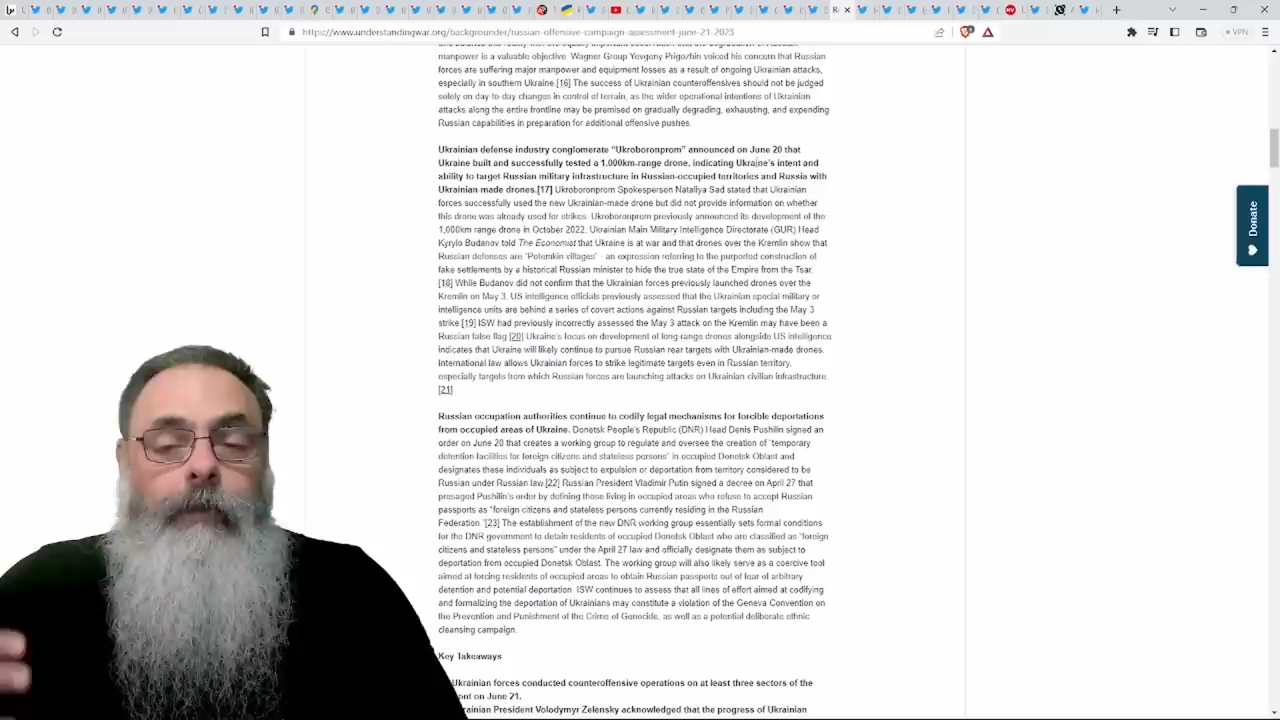 https://www.understandingwar.org/backgrounder/russian-offensive-campaign-assessment-june-21-2023
VPN
manpower is a valuable objective. Wagner Group Yevgeny Prigozhin voiced his concern that Russian
forces are suffering major manpower and equipment losses as a result of ongoing Ukrainian attacks,
especially in southern Ukraine.[16] The success of Ukrainian counteroffensives should not be judged
solely on day-to-day changes in control of terrain, as the wider operational intentions of Ukrainian
attacks along the entire frontline may be premised on gradually degrading, exhausting, and expending
Russian capabilities in preparation for additional offensive pushes.
Ukrainian defense industry conglomerate "Ukroboronprom" announced on June 20 that
Ukraine built and successfully tested a 1,000km-range drone, indicating Ukraine's intent and
ability to target Russian military infrastructure in Russian-occupied territories and Russia with
Ukrainian-made drones.[17] Ukroboronprom Spokesperson Nataliya Sad stated that Ukrainian
forces successfully used the new Ukrainian-made drone but did not provide information on whether
this drone was already used for strikes. Ukroboronprom previously announced its development of the
1,000km range drone in October 2022. Ukrainian Main Military Intelligence Directorate (GUR) Head
Kyrylo Budanov told The Economist that Ukraine is at war and that drones over the Kremlin show that
Russian defenses are "Potemkin villages" - an expression referring to the purported construction of
fake settlements by a historical Russian minister to hide the true state of the Empire from the Tsar.
[18] While Budanov did not confirm that the Ukrainian forces previously launched drones over the
Kremlin on May 3, US intelligence officials previously assessed that the Ukrainian special military or
intelligence units are behind a series of covert actions against Russian targets including the May 3
strike.[19] ISW had previously incorrectly assessed the May 3 attack on the Kremlin may have been a
Russian false flag.[20] Ukraine's focus on development of long-range drones alongside US intelligence
indicates that Ukraine will likely continue to pursue Russian rear targets with Ukrainian-made drones.
International law allows Ukrainian forces to strike legitimate targets even in Russian territory,
especially targets from which Russian forces are launching attacks on Ukrainian civilian infrastructure.
[21]
Russian occupation authorities continue to codify legal mechanisms for forcible deportations
from occupied areas of Ukraine. Donetsk People's Republic (DNR) Head Denis Pushilin signed an
order on June 20 that creates a working group to regulate and oversee the creation of "temporary
detention facilities for foreign citizens and stateless persons" in occupied Donetsk Oblast and
designates these individuals as subject to expulsion or deportation from territory considered to be
Russian under Russian law.[22] Russian President Vladimir Putin signed a decree on April 27 that
presaged Pushilin's order by defining those living in occupied areas who refuse to accept Russian
passports as "foreign citizens and stateless persons currently residing in the Russian
Federation."[23] The establishment of the new DNR working group essentially sets formal conditions
for the DNR government to detain residents of occupied Donetsk Oblast who are classified as "foreign
citizens and stateless persons" under the April 27 law and officially designate them as subject to
deportation from occupied Donetsk Oblast. The working group will also likely serve as a coercive tool
aimed at forcing residents of occupied areas to obtain Russian passports out of fear of arbitrary
detention and potential deportation. ISW continues to assess that all lines of effort aimed at codifying
and formalizing the deportation of Ukrainians may constitute a violation of the Geneva Convention on
the Prevention and Punishment of the Crime of Genocide, as well as a potential deliberate ethnic
cleansing campaign.
Key Takeaways
Ukrainian forces conducted counteroffensive operations on at least three sectors of the
on June 21.
President Volodymyr Zelensky acknowledged that the progress of Ukrainian
Donate